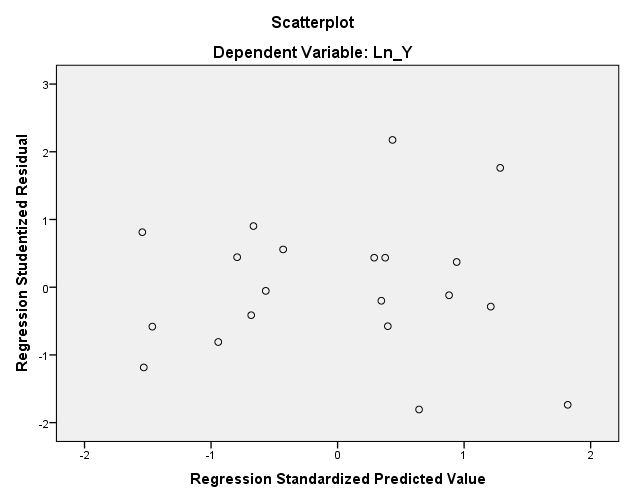 Scatterplot
Dependent Variable: Ln_Y
Regression Studentized Residual
3
2
1
0
-1
-2
-2 -1 0 1 2
Regression Standardized Predicted Value